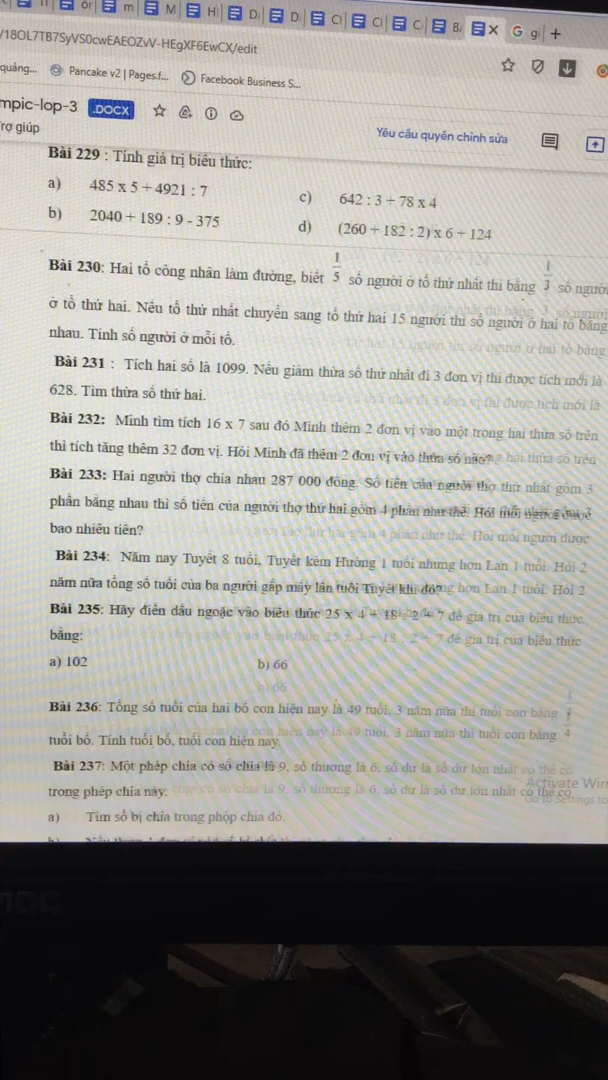 /18OL7TB7SyVS0cwEAEOZvV-HEgXF6EwCX/edit
quảng... Pancake v2 | Pages.f... Facebook Business S...
mpic-lop-3 .DOCX
Yêu cầu quyền chỉnh sửa
rợ giúp
Bài 229 : Tính giá trị biểu thức:
a) 485 x 5 + 4921 : 7 c) 642 : 3 + 78 x 4
b) 2040 + 189 : 9 - 375 d) (260 + 182 : 2) x 6 + 124
Bài 230: Hai tổ công nhân làm đường, biết 1/5 số người ở tổ thứ nhất thì bằng 1/3 số người
ở tổ thứ hai. Nếu tổ thứ nhất chuyển sang tổ thứ hai 15 người thì số người ở hai tổ bằng
nhau. Tính số người ở mỗi tổ.
Bài 231 : Tích hai số là 1099. Nếu giảm thừa số thứ nhất đi 3 đơn vị thì được tích mới là
628. Tìm thừa số thứ hai.
Bài 232: Minh tìm tích 16 x 7 sau đó Minh thêm 2 đơn vị vào một trong hai thừa số trên
thì tích tăng thêm 32 đơn vị. Hỏi Minh đã thêm 2 đơn vị vào thừa số nào?
Bài 233: Hai người thợ chia nhau 287 000 đồng. Số tiền của người thợ thứ nhất gồm 3
phần bằng nhau thì số tiền của người thợ thứ hai gồm 4 phần như thế. Hỏi mỗi người được
bao nhiêu tiền?
Bài 234: Năm nay Tuyết 8 tuổi, Tuyết kém Hường 1 tuổi nhưng hơn Lan 1 tuổi. Hỏi 2
năm nữa tổng số tuổi của ba người gấp mấy lần tuổi Tuyết khi đó?
Bài 235: Hãy điền dấu ngoặc vào biểu thức 25 x 4 + 18 : 2 + 7 để giá trị của biểu thức
bằng:
a) 102 b) 66
Bài 236: Tổng số tuổi của hai bố con hiện nay là 49 tuổi, 3 năm nữa thì tuổi con bằng 1/4
tuổi bố. Tính tuổi bố, tuổi con hiện nay.
Bài 237: Một phép chia có số chia là 9, số thương là 6, số dư là số dư lớn nhất có thể có
trong phép chia này.
Activate Win
Go to Settings to
a) Tìm số bị chia trong phép chia đó.
AOC